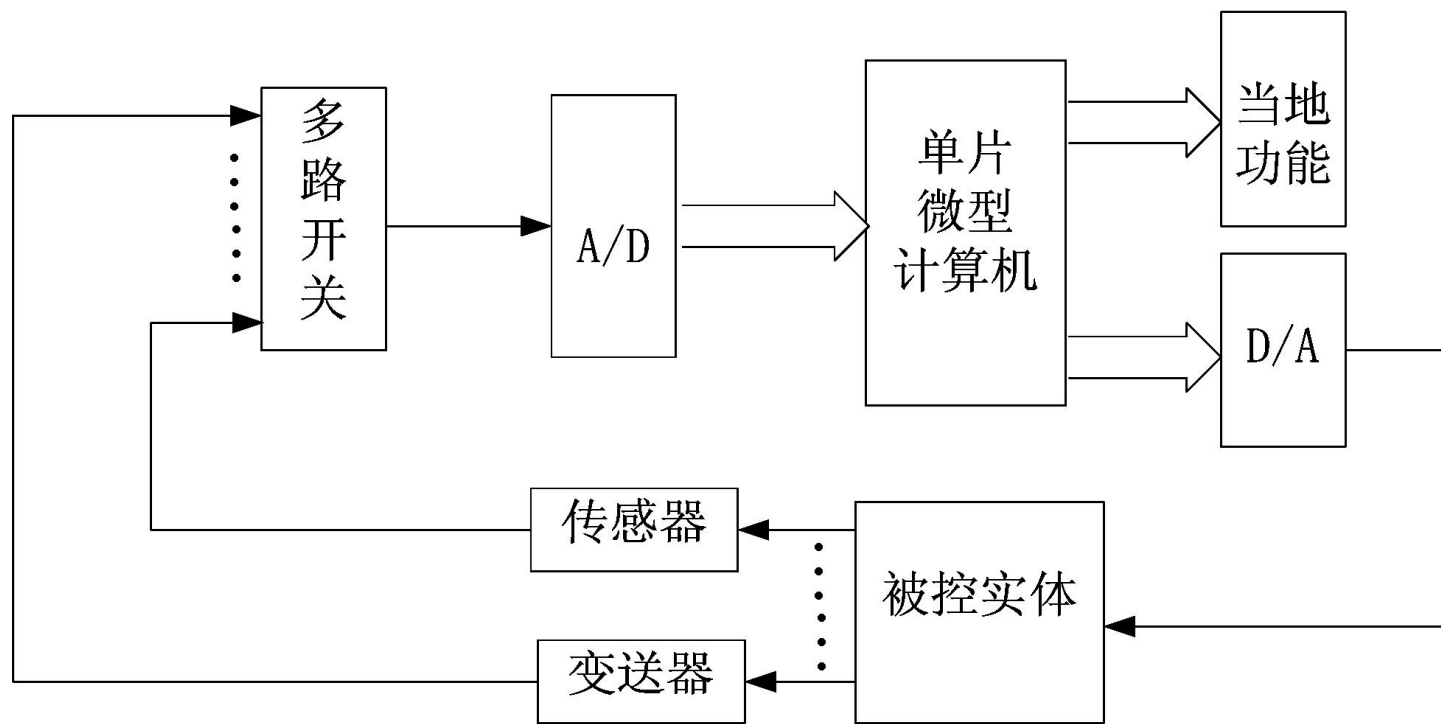 多
路
开
关
A/D
单片
微型
计算机
当地
功能
D/A
传感器
被控实体
变送器